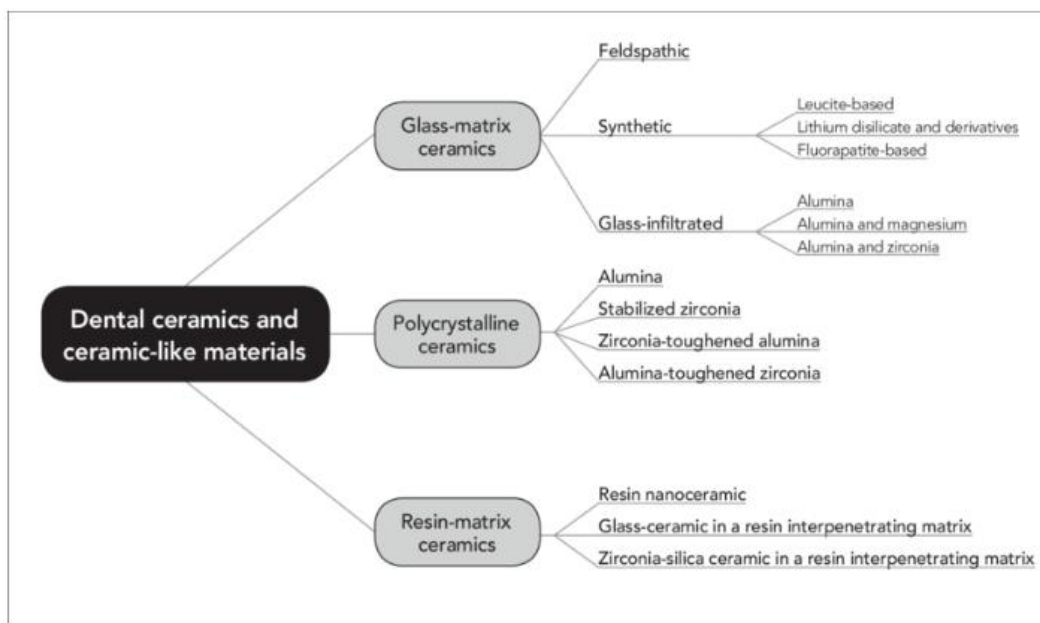 Dental ceramics and
ceramic-like materials
Glass-matrix
ceramics
Feldspathic
Synthetic
Leucite-based
Lithium disilicate and derivatives
Fluorapatite-based
Glass-infiltrated
Alumina
Alumina and magnesium
Alumina and zirconia
Polycrystalline
ceramics
Alumina
Stabilized zirconia
Zirconia-toughened alumina
Alumina-toughened zirconia
Resin-matrix
ceramics
Resin nanoceramic
Glass-ceramic in a resin interpenetrating matrix
Zirconia-silica ceramic in a resin interpenetrating matrix